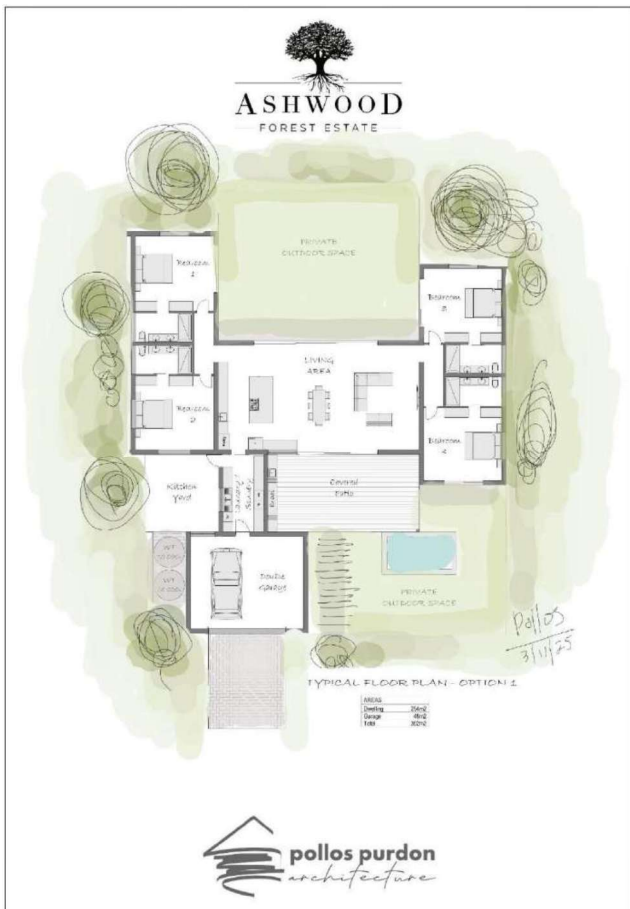 ASHWOOD
FOREST ESTATE
PRIVATE
OUTDOOR SPACE
Bedroom
1
Bedroom
3
LIVING
AREA
Bedroom
2
Bedroom
4
Kitchen
Yard
Laundry/
Scullery
Covered
Patio
Double
Garage
PRIVATE
OUTDOOR SPACE
Pollos
3/11/25
TYPICAL FLOOR PLAN - OPTION 1
AREAS
Dwelling
Garage
Total
pollos purdon
architecture